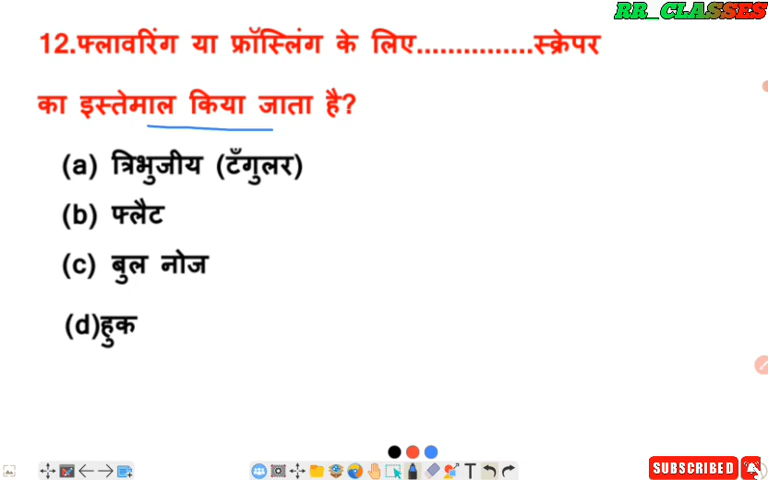 RR_CLASSES
12.फ्लावरिंग या फ्रॉस्लिंग के लिए...............स्क्रेपर
का इस्तेमाल किया जाता है?
(a) त्रिभुजीय (टँगुलर)
(b) फ्लैट
(c) बुल नोज
(d)हुक
SUBSCRIBED